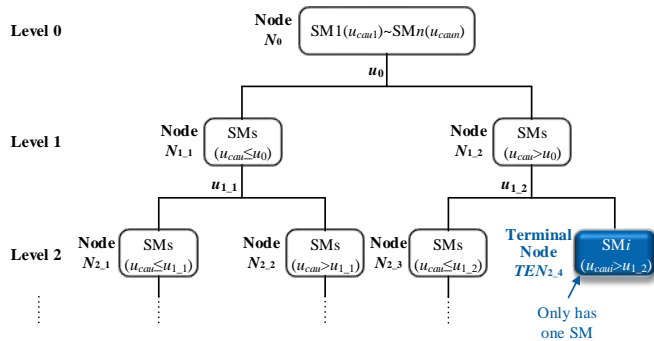 Level 0
Node
N0
SM1(ucau1)~SMn(ucaun)
u0
Level 1
Node
N1_1
SMs
(ucau≤u0)
Node
N1_2
SMs
(ucau>u0)
u1_1
u1_2
Level 2
Node
N2_1
SMs
(ucau≤u1_1)
Node
N2_2
SMs
(ucau>u1_1)
Node
N2_3
SMs
(ucau≤u1_2)
Terminal
Node
TEN2_4
SMi
(ucaui>u1_2)
Only has
one SM